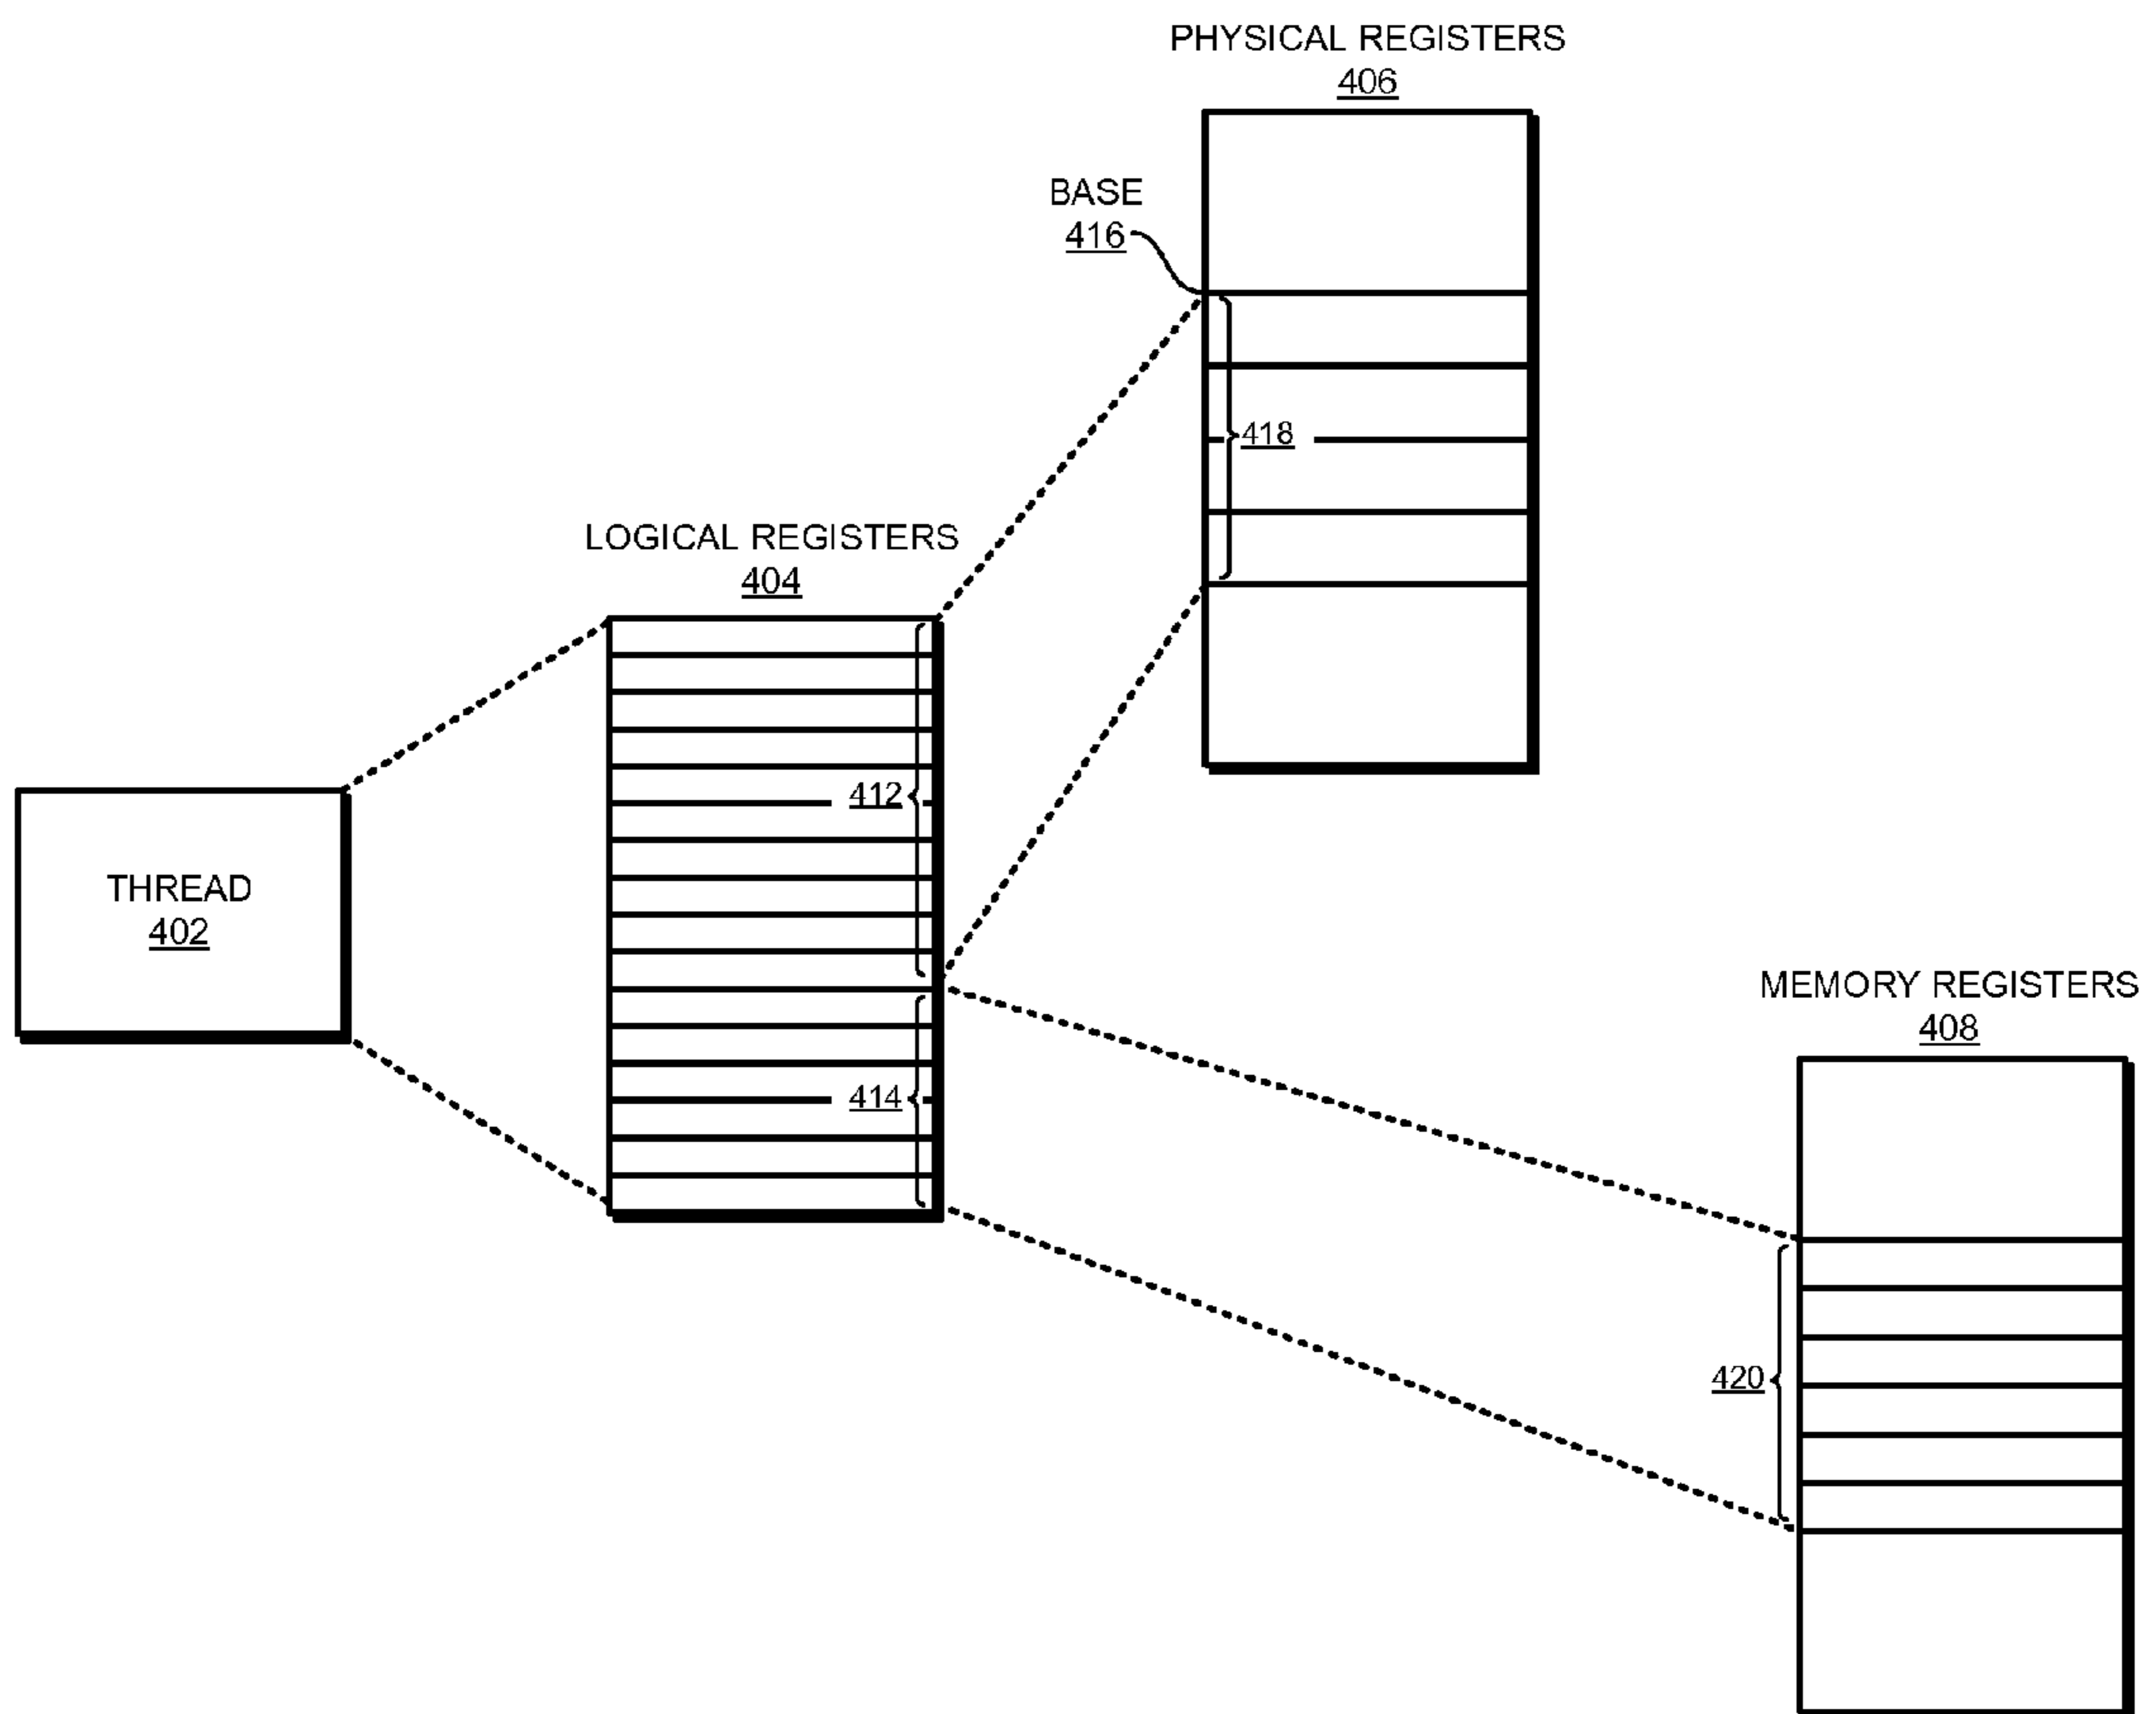 PHYSICAL REGISTERS
406
BASE
416
418
LOGICAL REGISTERS
404
412
THREAD
402
MEMORY REGISTERS
408
414
420